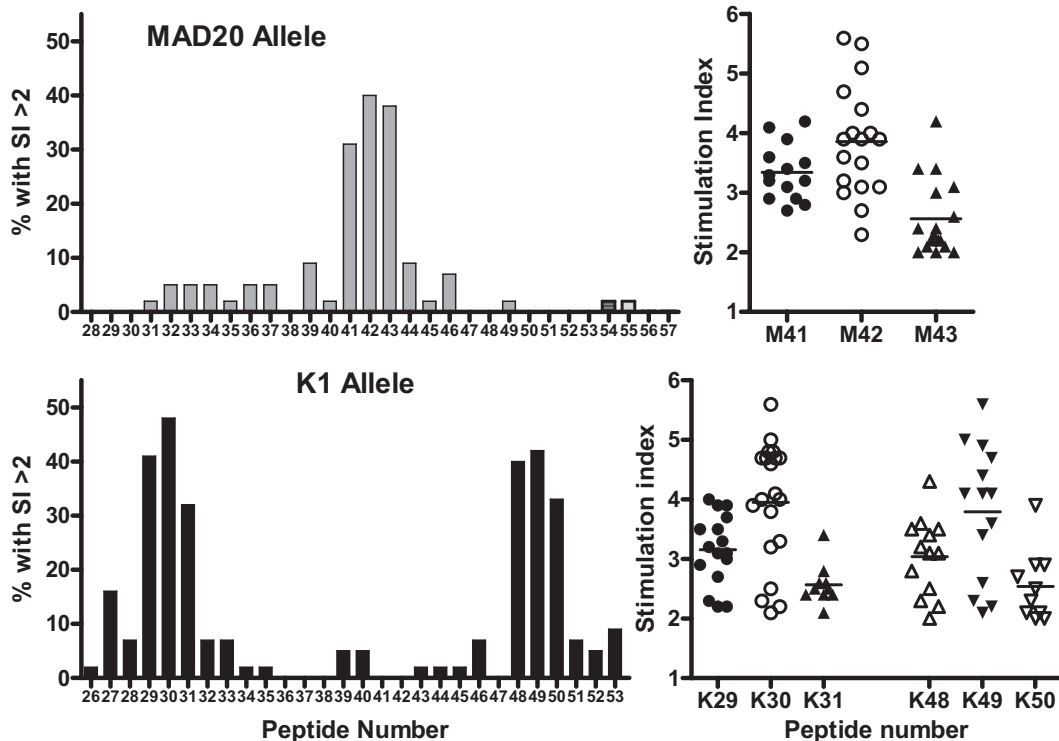 MAD20 Allele
% with SI >2
50
40
30
20
10
0
28 29 30 31 32 33 34 35 36 37 38 39 40 41 42 43 44 45 46 47 48 49 50 51 52 53 54 55 56 57
Stimulation Index
6
5
4
3
2
1
M41 M42 M43
K1 Allele
% with SI >2
50
40
30
20
10
0
26 27 28 29 30 31 32 33 34 35 36 37 38 39 40 41 42 43 44 45 46 47 48 49 50 51 52 53
Peptide Number
Stimulation index
6
5
4
3
2
1
K29 K30 K31 K48 K49 K50
Peptide number